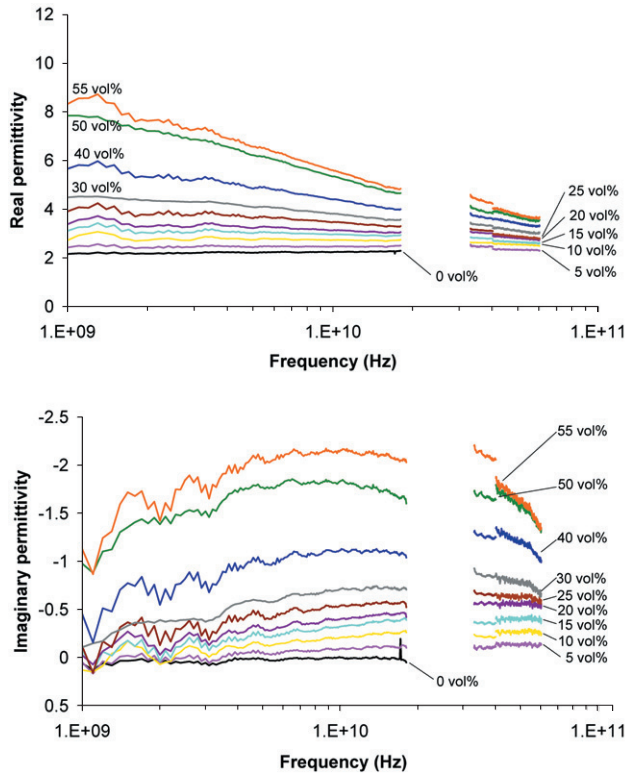 12
10
8
6
4
2
0
Real permittivity
55 vol%
50 vol%
40 vol%
30 vol%
25 vol%
20 vol%
15 vol%
10 vol%
5 vol%
0 vol%
1.E+09
1.E+10
1.E+11
Frequency (Hz)
-2.5
-2
-1.5
-1
-0.5
0
0.5
Imaginary permittivity
55 vol%
50 vol%
40 vol%
30 vol%
25 vol%
20 vol%
15 vol%
10 vol%
5 vol%
0 vol%
1.E+09
1.E+10
1.E+11
Frequency (Hz)